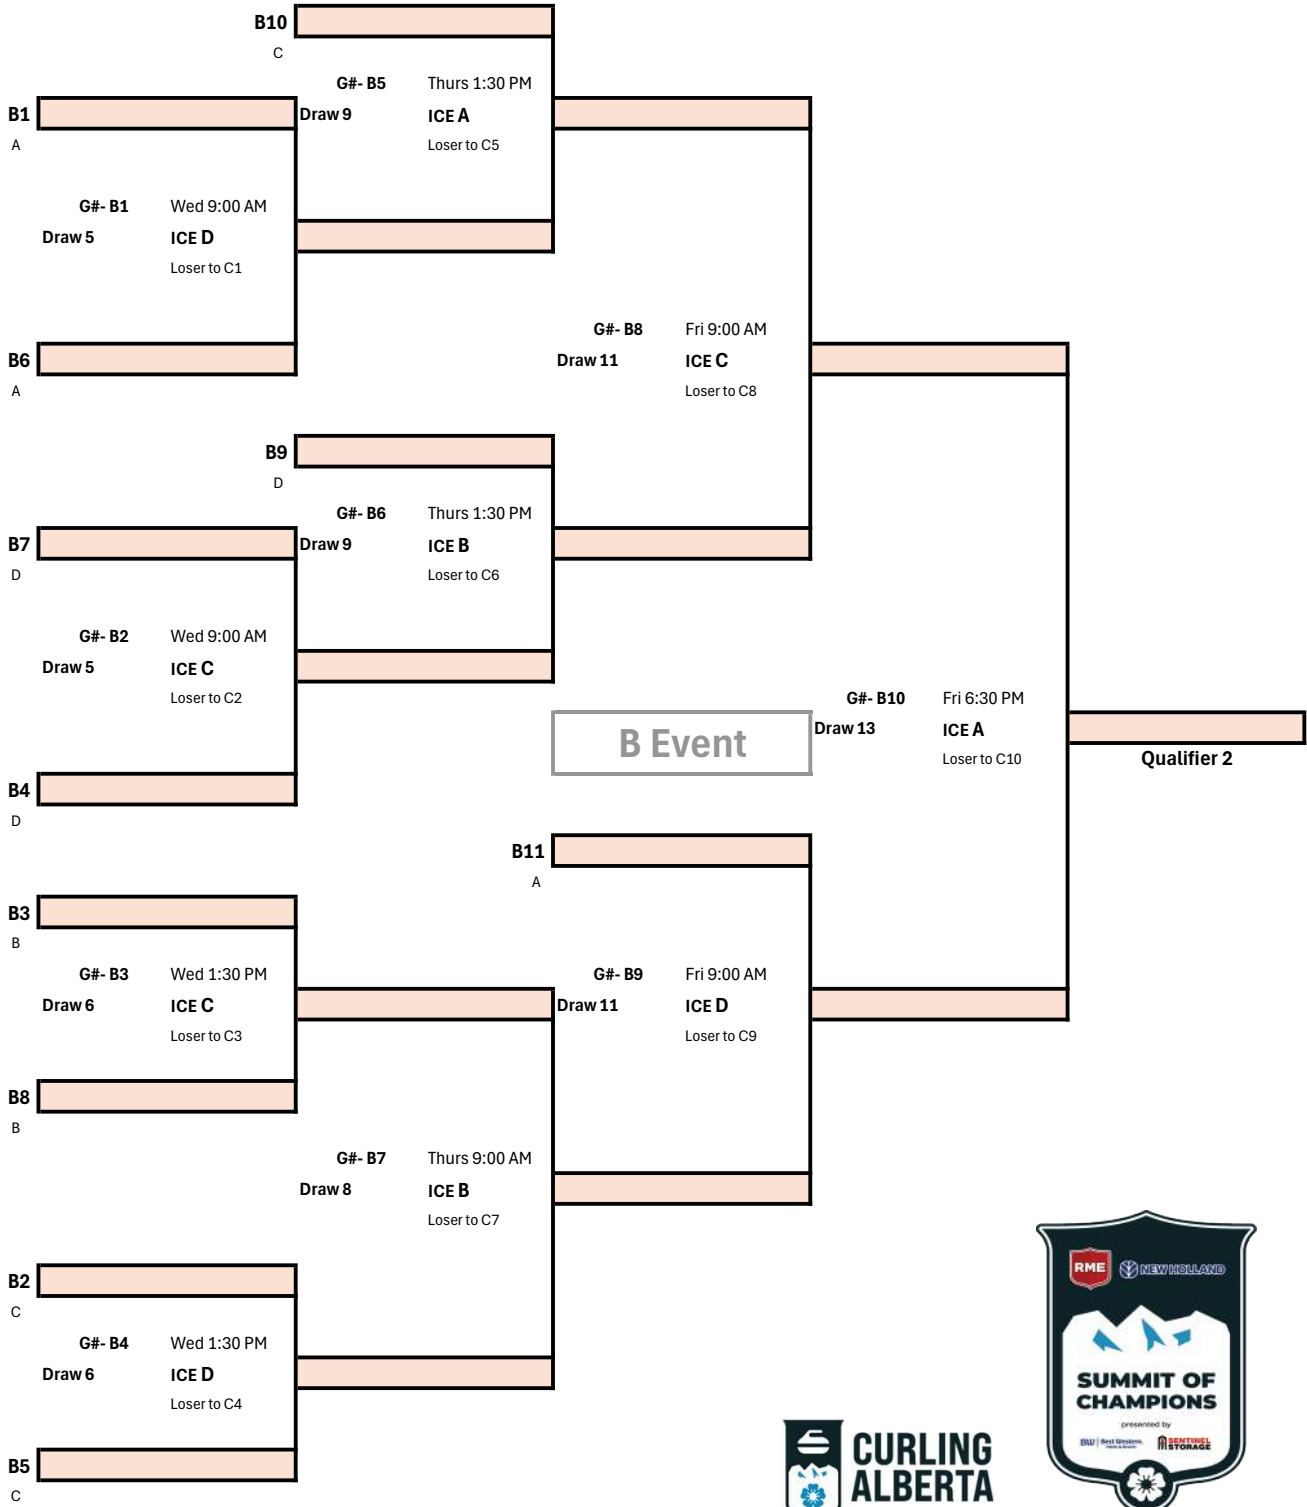 B10
C
G#- B5 Thurs 1:30 PM
B1 Draw 9 ICE A
A Loser to C5
G#- B1 Wed 9:00 AM
Draw 5 ICE D
Loser to C1
G#- B8 Fri 9:00 AM
B6 Draw 11 ICE C
A Loser to C8
B9
D
G#- B6 Thurs 1:30 PM
B7 Draw 9 ICE B
D Loser to C6
G#- B2 Wed 9:00 AM
Draw 5 ICE C
Loser to C2
G#- B10 Fri 6:30 PM
B Event Draw 13 ICE A
Loser to C10 Qualifier 2
B4
D
B11
A
B3
B
G#- B3 Wed 1:30 PM G#- B9 Fri 9:00 AM
Draw 6 ICE C Draw 11 ICE D
Loser to C3 Loser to C9
B8
B
G#- B7 Thurs 9:00 AM
Draw 8 ICE B
Loser to C7
B2
C
G#- B4 Wed 1:30 PM
Draw 6 ICE D
Loser to C4
B5
C
RME NEW HOLLAND
SUMMIT OF
CHAMPIONS
presented by
BW Best Western
SENTINEL
STORAGE
CURLING
ALBERTA